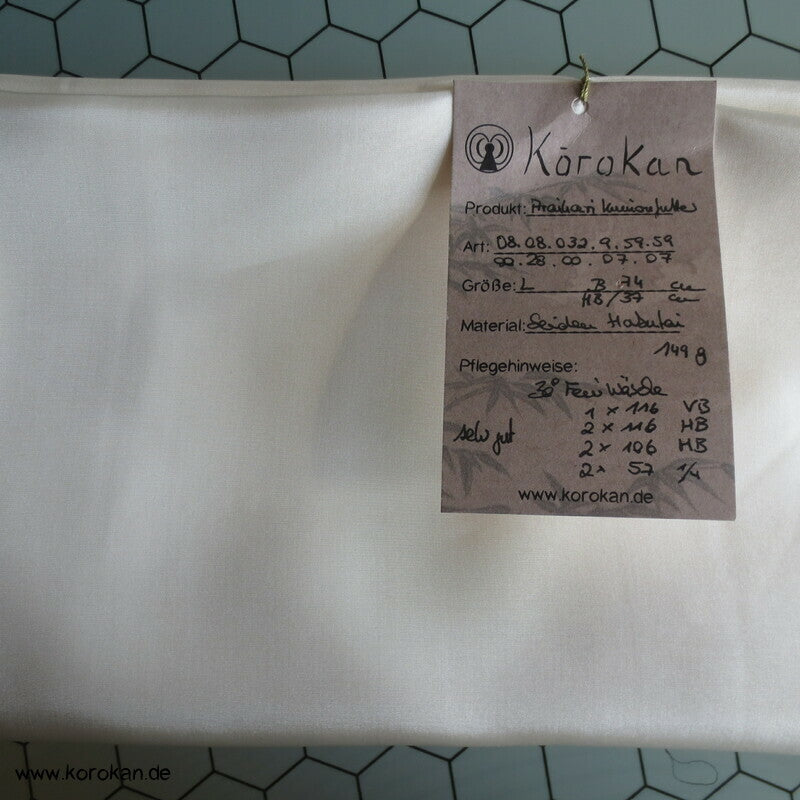 Kōrokan
Produkt: Kimonofutter
Art: 08.08.032.9.59.59
00.28.00.07.07
Größe: L B 74 cm
HB/37 cm
Material: Seiden Habutai
149 g
Pflegehinweise:
30° Feinwäsche
1 x 116 VB
2 x 116 HB
sehr gut
2 x 106 HB
2 x 57 1/4
www.korokan.de
www.korokan.de